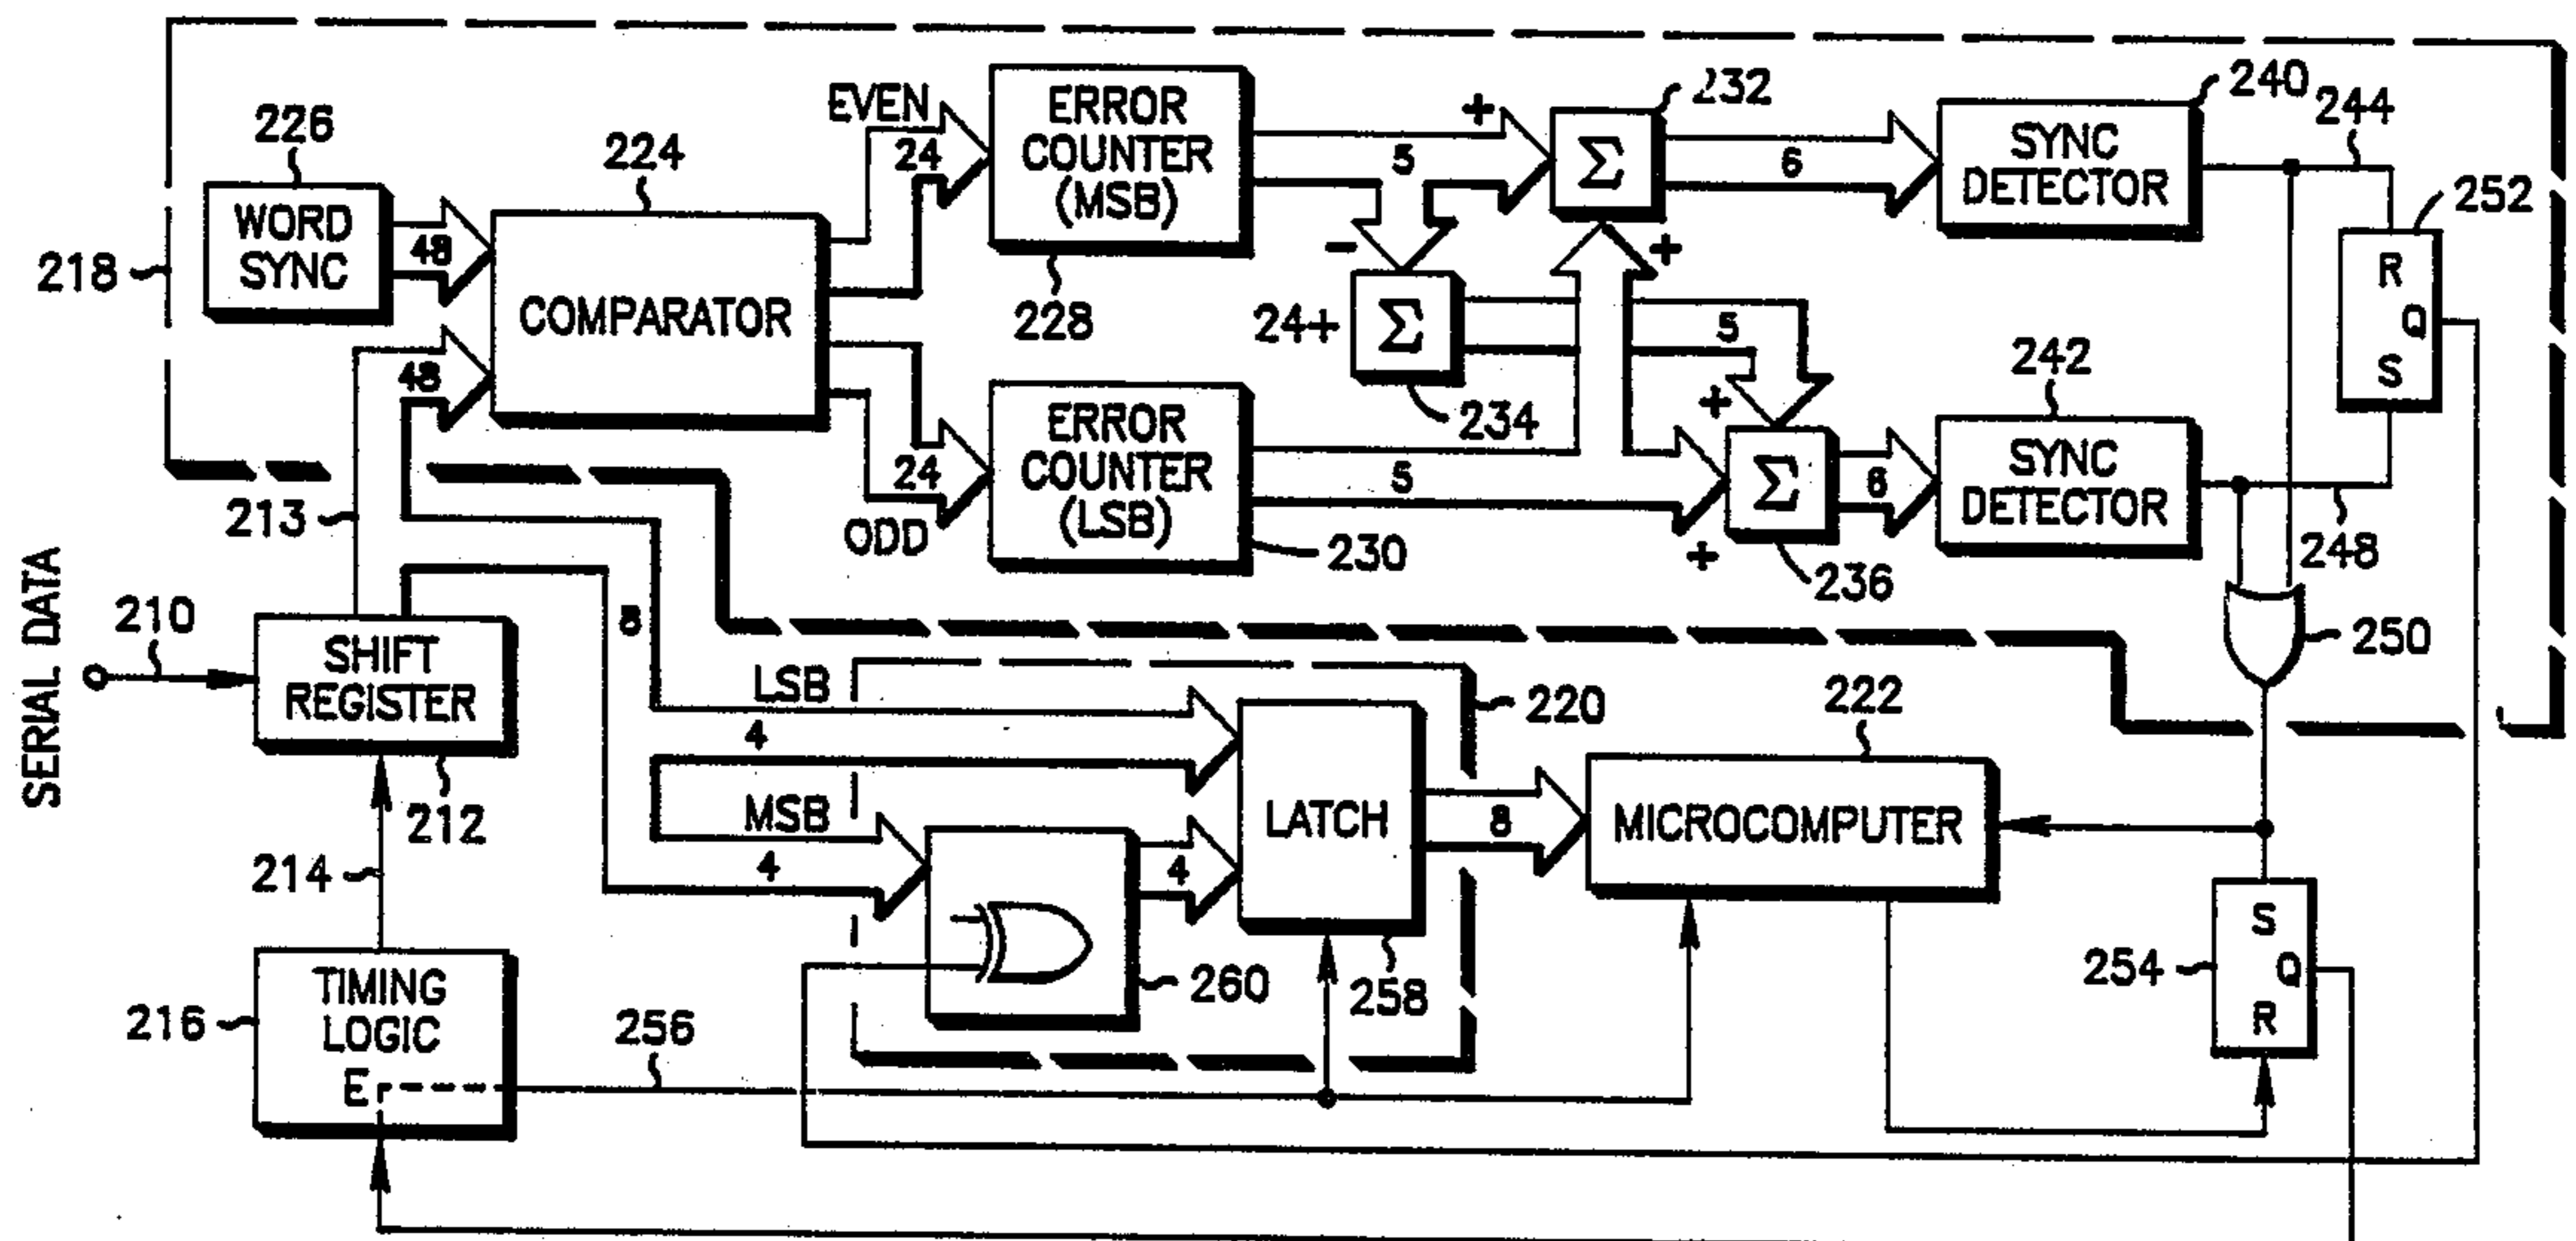 226
WORD
SYNC
218
48
48
224
COMPARATOR
EVEN
24
24
ODD
ERROR
COUNTER
(MSB)
228
ERROR
COUNTER
(LSB)
230
+
5
-
24+
Σ
234
5
5
232
Σ
+
6
+
+
Σ
236
6
240
SYNC
DETECTOR
244
242
SYNC
DETECTOR
248
252
R
Q
S
250
213
SERIAL DATA
210
SHIFT
REGISTER
212
214
216
TIMING
LOGIC
E
256
8
LSB
4
MSB
4
260
4
LATCH
258
220
8
222
MICROCOMPUTER
254
S
Q
R